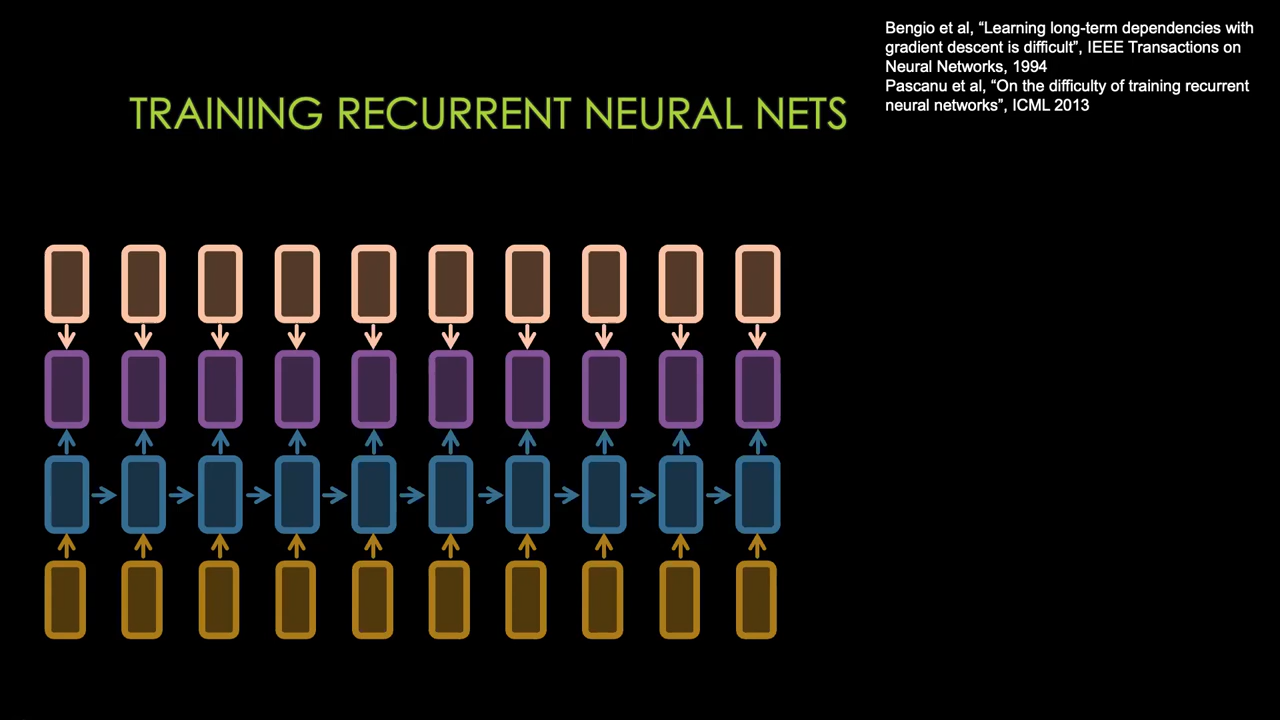 Bengio et al, “Learning long-term dependencies with
gradient descent is difficult”, IEEE Transactions on
Neural Networks, 1994
Pascanu et al, “On the difficulty of training recurrent
neural networks”, ICML 2013
TRAINING RECURRENT NEURAL NETS